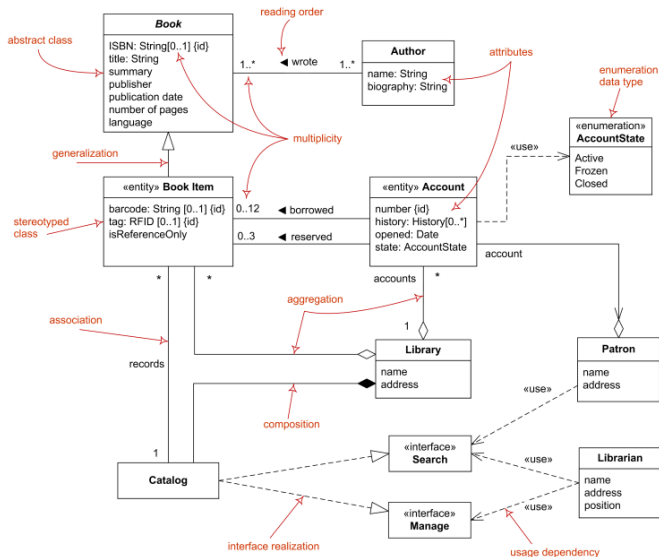 Book
ISBN: String[0..1] {id}
title: String
summary
publisher
publication date
number of pages
language
abstract class
reading order
1..*
◄ wrote
1..*
Author
name: String
biography: String
attributes
enumeration
data type
«enumeration»
AccountState
Active
Frozen
Closed
«use»
multiplicity
generalization
«entity» Book Item
barcode: String [0..1] {id}
tag: RFID [0..1] {id}
isReferenceOnly
stereotyped
class
0..12
◄ borrowed
0..3
◄ reserved
«entity» Account
number {id}
history: History[0..*]
opened: Date
state: AccountState
account
*
*
accounts
*
aggregation
association
1
Library
name
address
Patron
name
address
records
composition
«use»
1
Catalog
«interface»
Search
«use»
Librarian
name
address
position
«interface»
Manage
«use»
interface realization
usage dependency